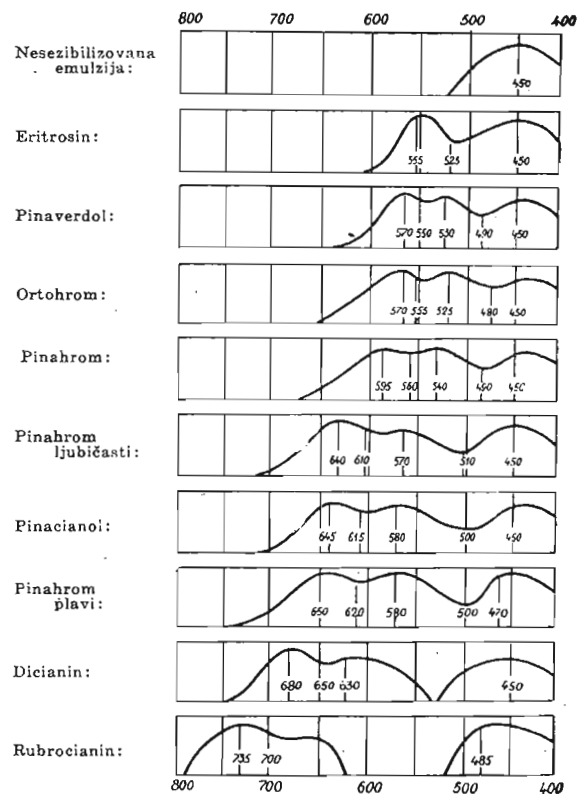 800 700 600 500 400
Nesezibilizovana
emulzija:
450
Eritrosin:
555 525 450
Pinaverdol:
570 550 530 490 450
Ortohrom:
570 555 525 480 450
Pinahrom:
595 560 540 490 450
Pinahrom
ljubičasti:
640 610 570 510 450
Pinacianol:
645 615 580 500 450
Pinahrom
plavi:
650 620 580 500 470
Dicianin:
680 650 630 450
Rubrocianin:
735 700 485
800 700 600 500 400